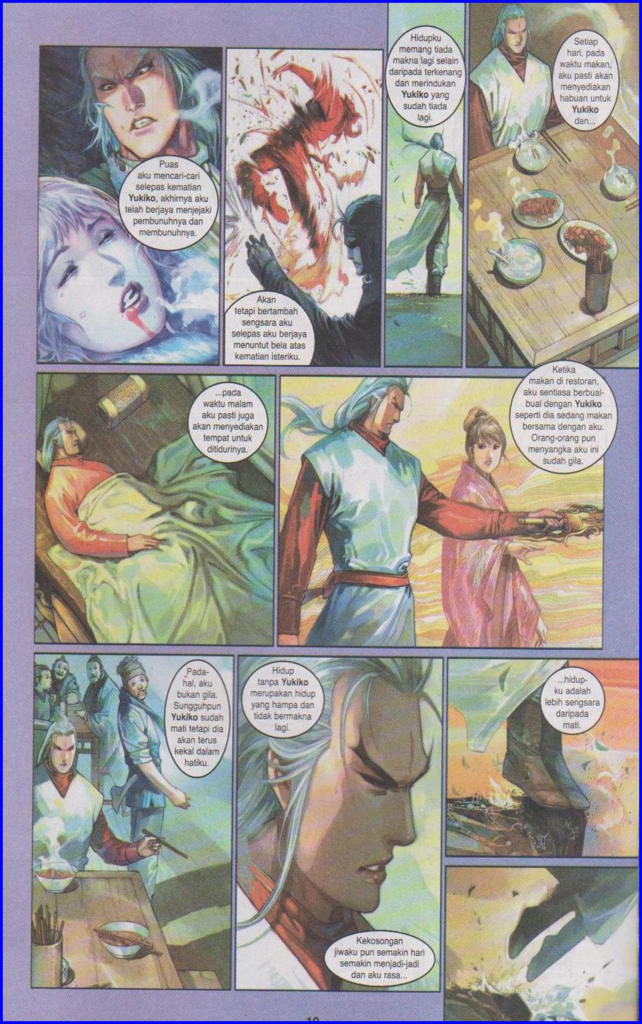 Puas
aku mencari-cari
selepas kematian
Yukiko, akhirnya aku
telah berjaya menjejaki
pembunuhnya dan
membunuhnya.
Akan
tetapi bertambah
sengsara aku
selepas aku berjaya
menuntut bela atas
kematian isteriku.
Hidupku
memang tiada
makna lagi selain
daripada terkenang
dan merindukan
Yukiko yang
sudah tiada
lagi.
Setiap
hari, pada
waktu makan,
aku pasti akan
menyediakan
habuan untuk
Yukiko
dan...
...pada
waktu malam
aku pasti juga
akan menyediakan
tempat untuk
ditidurinya.
Ketika
makan di restoran,
aku sentiasa berbual-
bual dengan Yukiko
seperti dia sedang makan
bersama dengan aku.
Orang-orang pun
menyangka aku ini
sudah gila.
Pada-
hal, aku
bukan gila.
Sungguhpun
Yukiko sudah
mati tetapi dia
akan terus
kekal dalam
hatiku.
Hidup
tanpa Yukiko
merupakan hidup
yang hampa dan
tidak bermakna
lagi.
Kekosongan
jiwaku pun semakin hari
semakin menjadi-jadi
dan aku rasa...
...hidup-
ku adalah
lebih sengsara
daripada
mati.